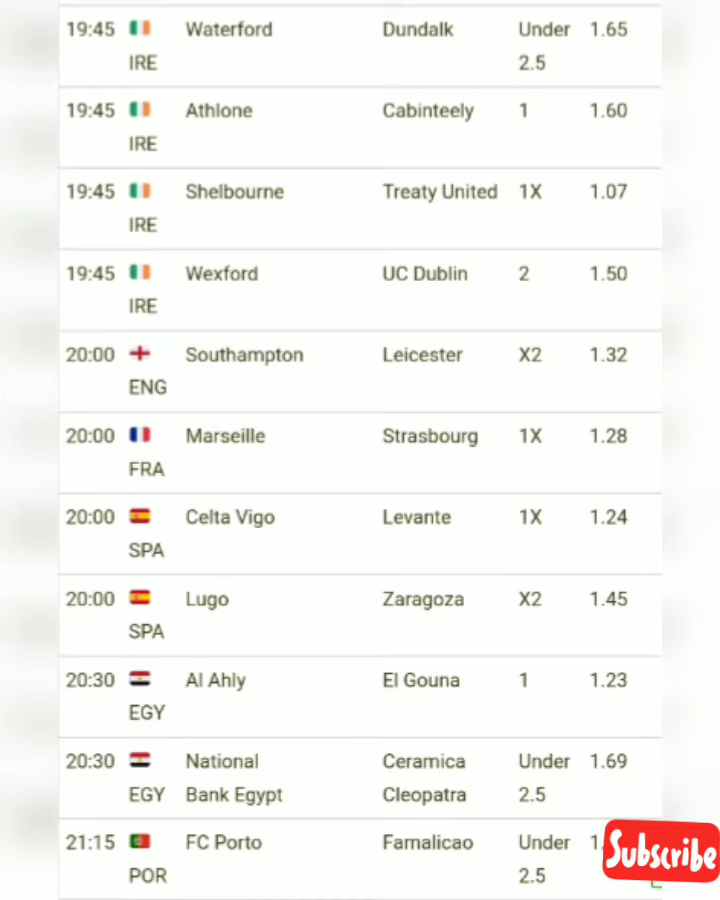 19:45 Waterford Dundalk Under 1.65
IRE 2.5
19:45 Athlone Cabinteely 1 1.60
IRE
19:45 Shelbourne Treaty United 1X 1.07
IRE
19:45 Wexford UC Dublin 2 1.50
IRE
20:00 Southampton Leicester X2 1.32
ENG
20:00 Marseille Strasbourg 1X 1.28
FRA
20:00 Celta Vigo Levante 1X 1.24
SPA
20:00 Lugo Zaragoza X2 1.45
SPA
20:30 Al Ahly El Gouna 1 1.23
EGY
20:30 National Ceramica Under 1.69
EGY Bank Egypt Cleopatra 2.5
21:15 FC Porto Famalicao Under
POR 2.5
Subscribe